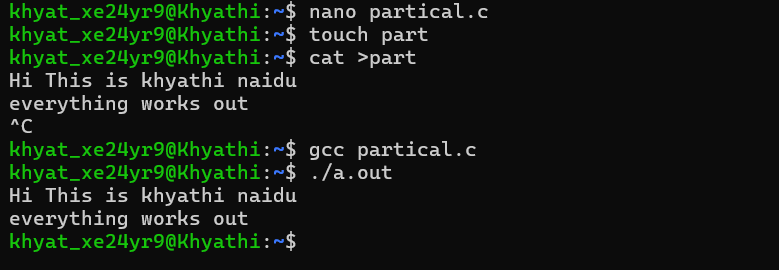 khyat_xe24yr9@Khyathi:~$ nano partical.c
khyat_xe24yr9@Khyathi:~$ touch part
khyat_xe24yr9@Khyathi:~$ cat >part
Hi This is khyathi naidu
everything works out
^C
khyat_xe24yr9@Khyathi:~$ gcc partical.c
khyat_xe24yr9@Khyathi:~$ ./a.out
Hi This is khyathi naidu
everything works out
khyat_xe24yr9@Khyathi:~$